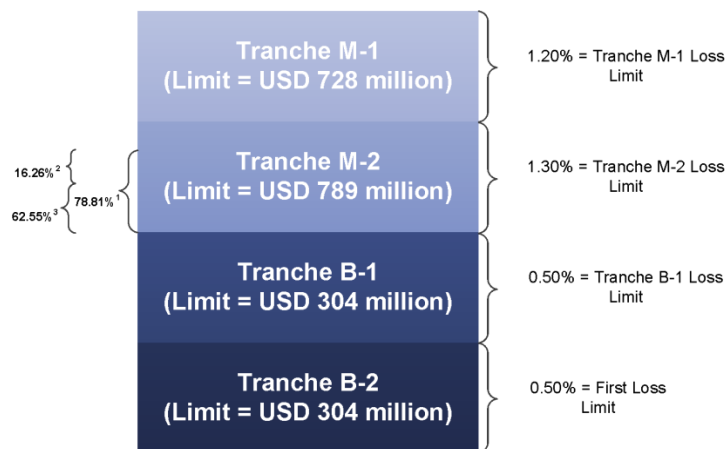 Tranche M-1
(Limit = USD 728 million)
1.20% = Tranche M-1 Loss
Limit
Tranche M-2
(Limit = USD 789 million)
1.30% = Tranche M-2 Loss
Limit
16.26% ²
78.81% ¹
62.55% ³
Tranche B-1
(Limit = USD 304 million)
0.50% = Tranche B-1 Loss
Limit
Tranche B-2
(Limit = USD 304 million)
0.50% = First Loss
Limit